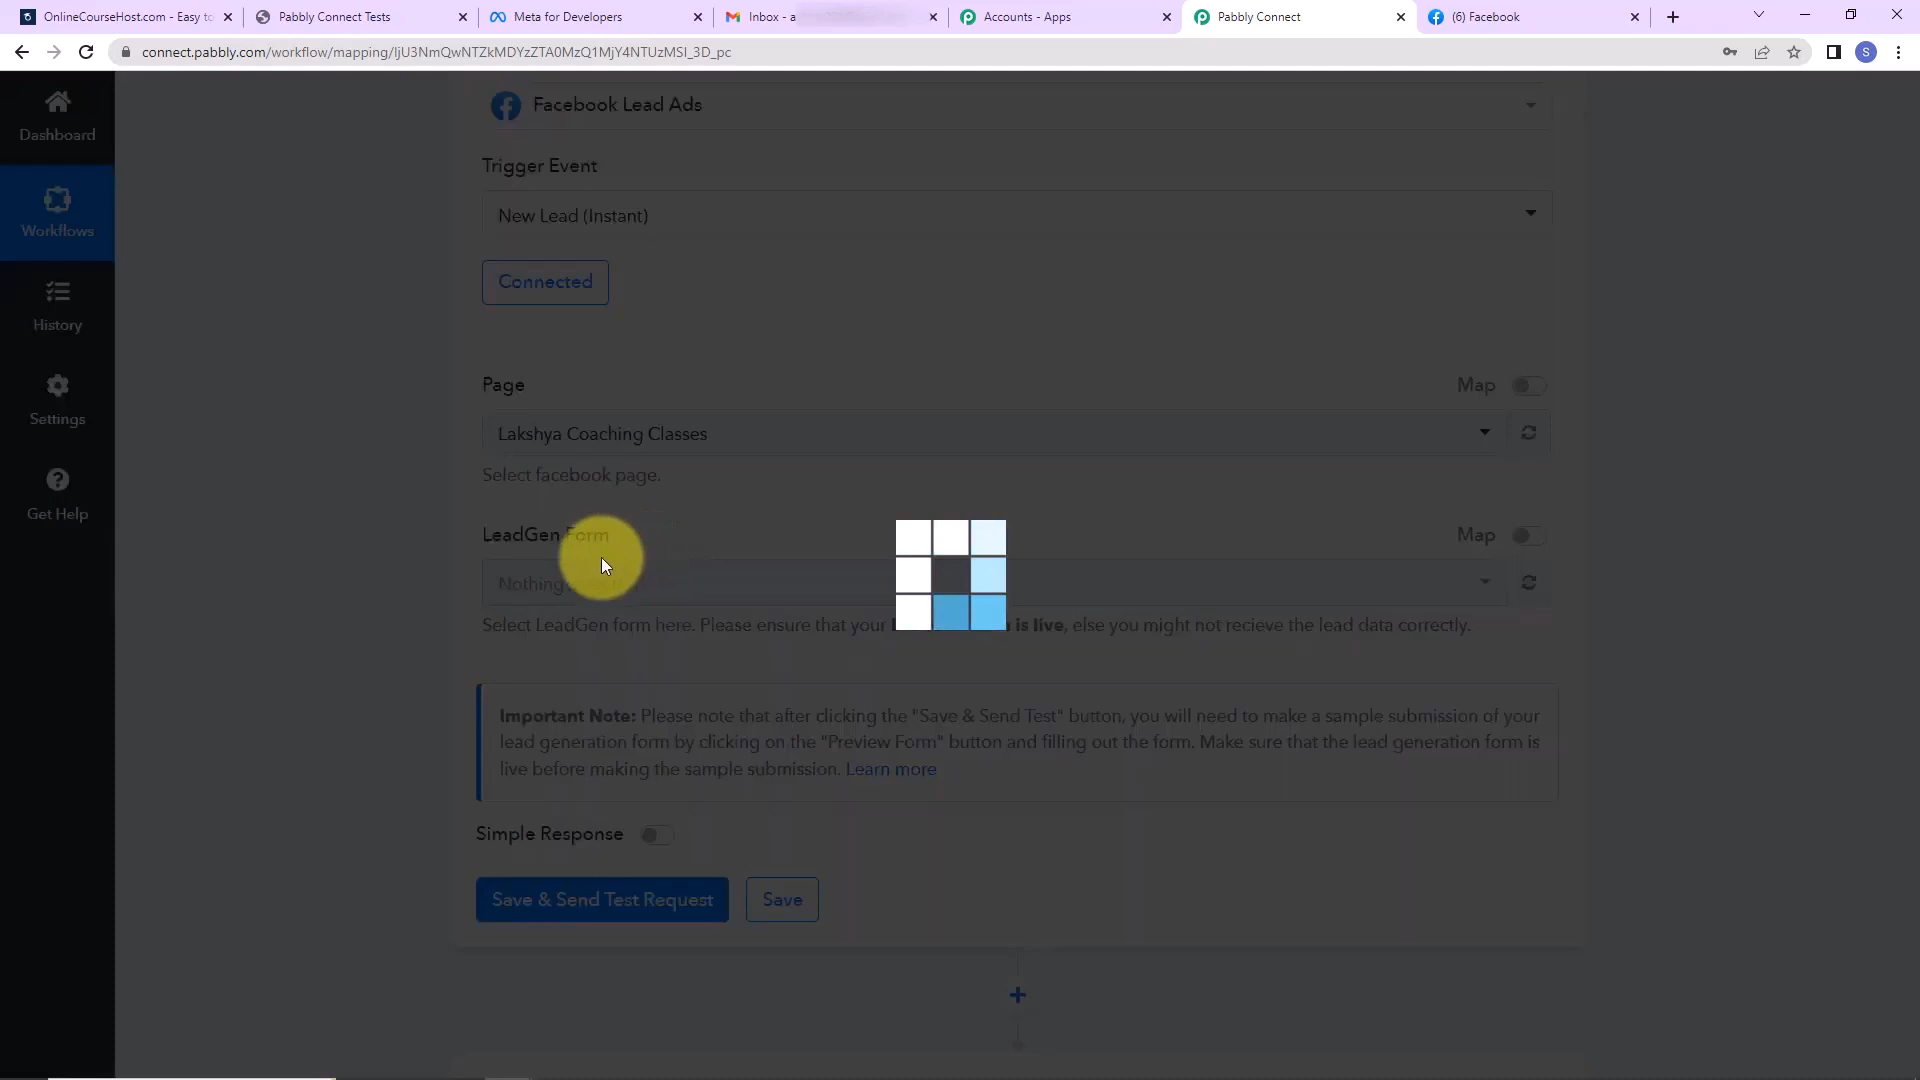 OnlineCourseHost.com - Easy to
Pabbly Connect Tests
Meta for Developers
Inbox - a
Accounts - Apps
Pabbly Connect
(6) Facebook
connect.pabbly.com/workflow/mapping/IjU3NmQwNTZkMDYzZTA0MzQ1MjY4NTUzMSI_3D_pc
S
Dashboard
Workflows
History
Settings
Get Help
Facebook Lead Ads
Trigger Event
New Lead (Instant)
Connected
Page
Map
Lakshya Coaching Classes
Select facebook page.
LeadGen Form
Map
Nothing
Select LeadGen form here. Please ensure that your is live, else you might not recieve the lead data correctly.
Important Note: Please note that after clicking the "Save & Send Test" button, you will need to make a sample submission of your
lead generation form by clicking on the "Preview Form" button and filling out the form. Make sure that the lead generation form is
live before making the sample submission. Learn more
Simple Response
Save & Send Test Request
Save